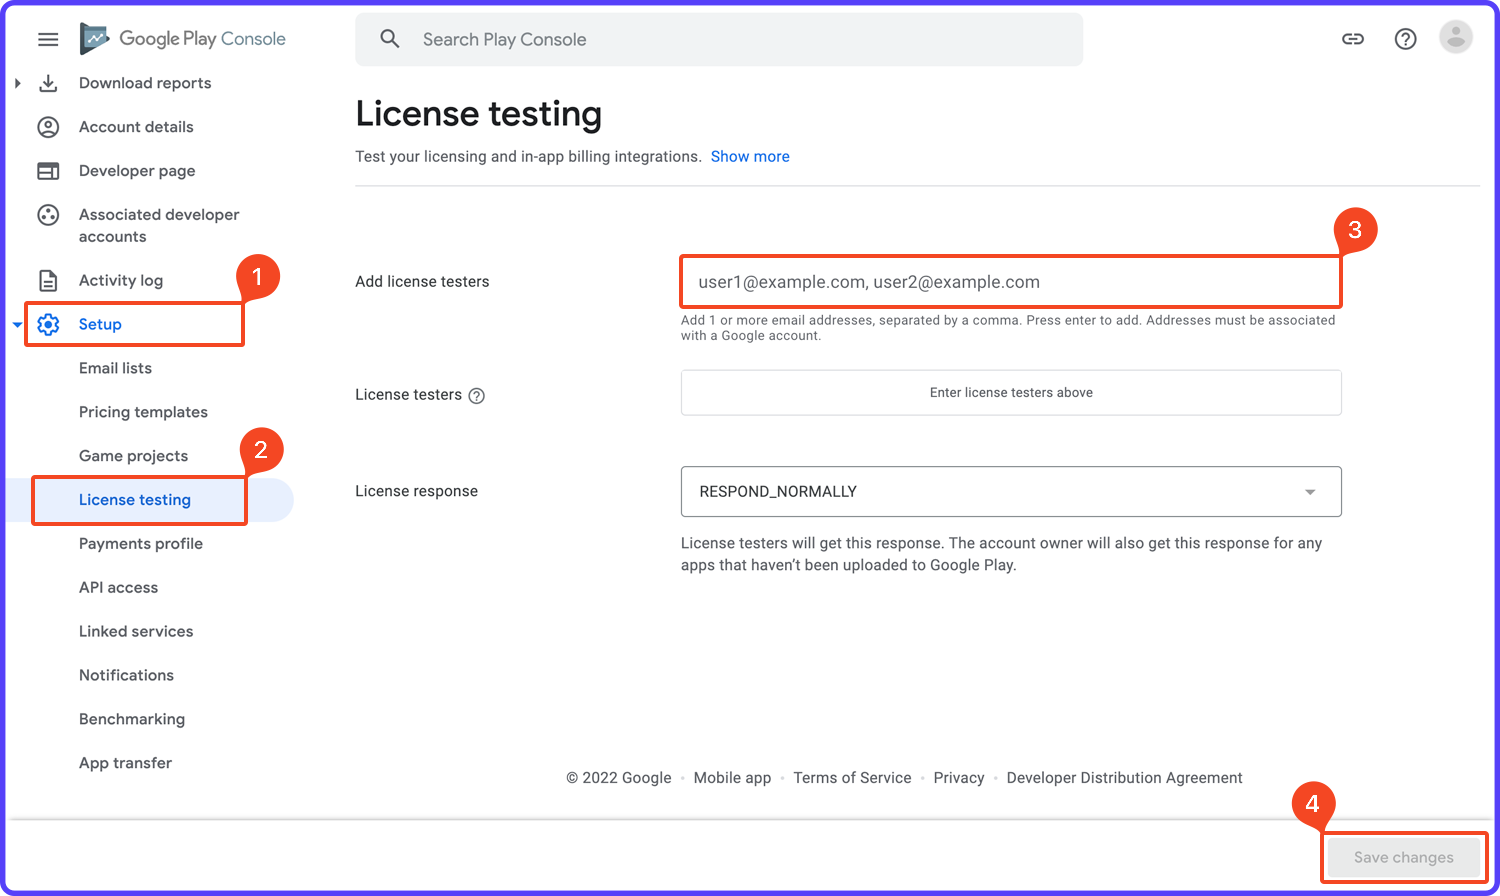 Google Play Console
Search Play Console
Download reports
Account details
Developer page
Associated developer
accounts
Activity log
1
Setup
Email lists
Pricing templates
Game projects
2
License testing
Payments profile
API access
Linked services
Notifications
Benchmarking
App transfer
License testing
Test your licensing and in-app billing integrations. Show more
3
Add license testers
user1@example.com, user2@example.com
Add 1 or more email addresses, separated by a comma. Press enter to add. Addresses must be associated
with a Google account.
License testers
Enter license testers above
License response
RESPOND_NORMALLY
License testers will get this response. The account owner will also get this response for any
apps that haven’t been uploaded to Google Play.
© 2022 Google • Mobile app • Terms of Service • Privacy • Developer Distribution Agreement
4
Save changes